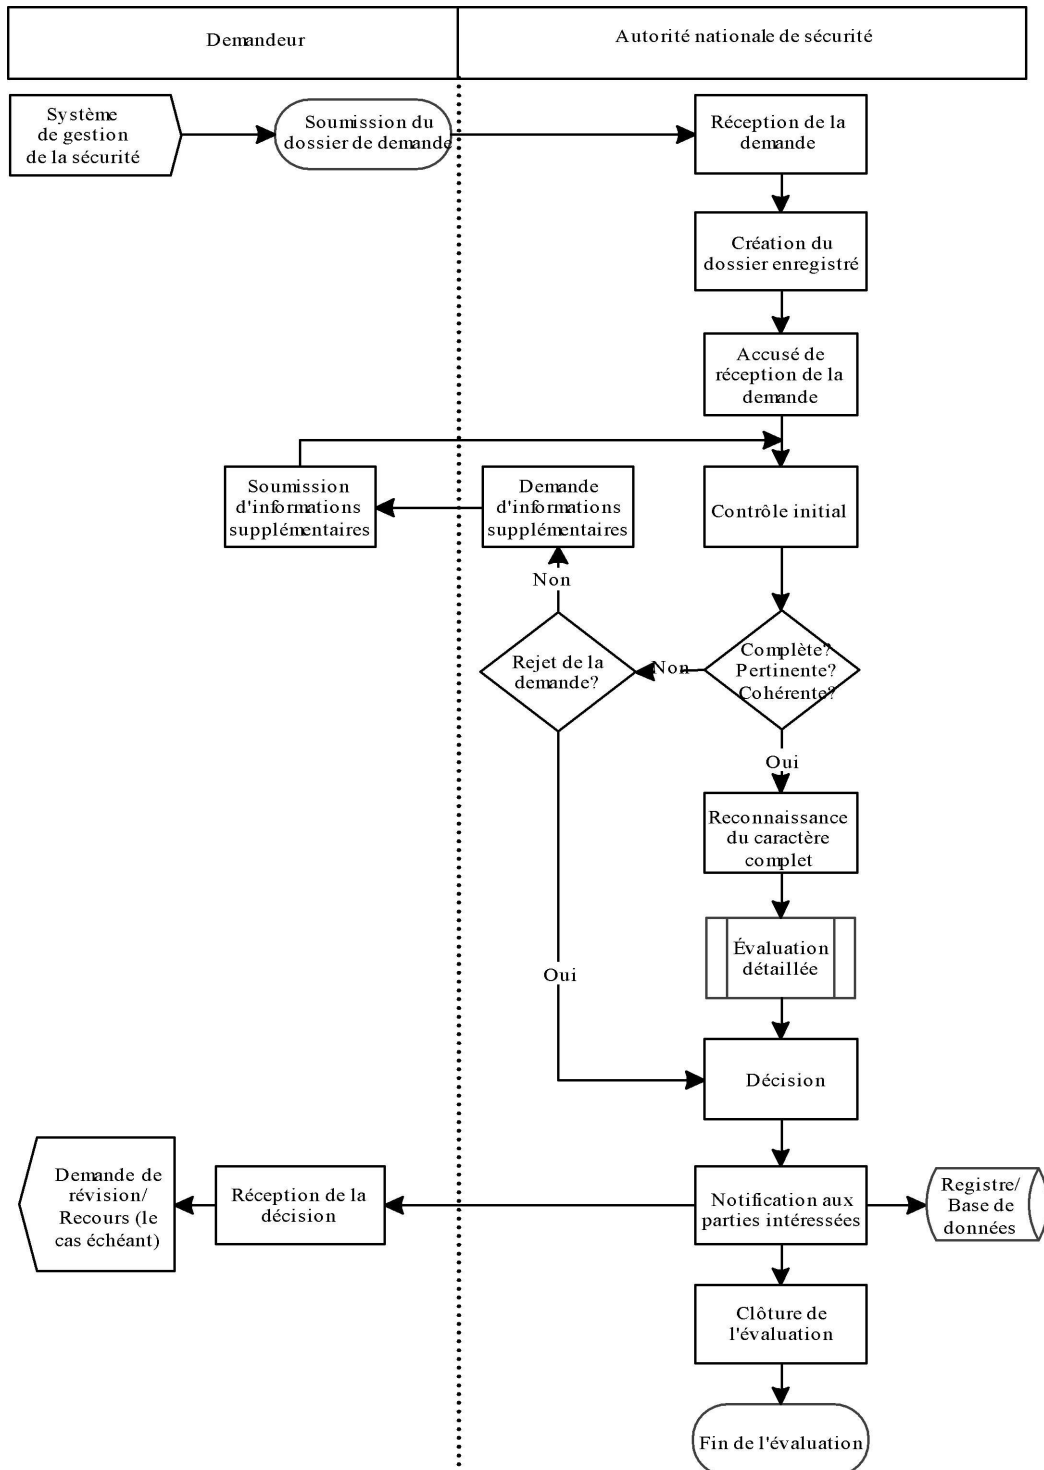 Demandeur
Autorité nationale de sécurité
Système
de gestion
de la sécurité
Soumission du
dossier de demande
Réception de la
demande
Création du
dossier enregistré
Accusé de
réception de la
demande
Soumission
d'informations
supplémentaires
Demande
d'informations
supplémentaires
Contrôle initial
Non
Rejet de la
demande?
Non
Complète?
Pertinente?
Cohérente?
Oui
Reconnaissance
du caractère
complet
Évaluation
détaillée
Oui
Décision
Demande de
révision/
Recours (le
cas échéant)
Réception de la
décision
Notification aux
parties intéressées
Registre/
Base de
données
Clôture de
l'évaluation
Fin de l'évaluation